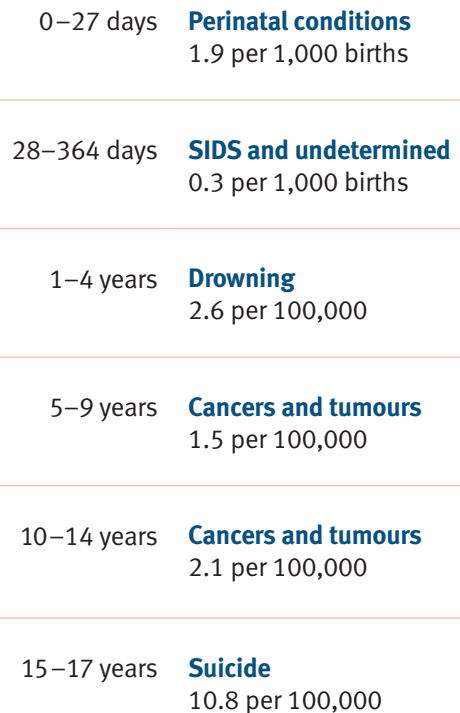 0–27 days Perinatal conditions
1.9 per 1,000 births
28–364 days SIDS and undetermined
0.3 per 1,000 births
1–4 years Drowning
2.6 per 100,000
5–9 years Cancers and tumours
1.5 per 100,000
10–14 years Cancers and tumours
2.1 per 100,000
15–17 years Suicide
10.8 per 100,000